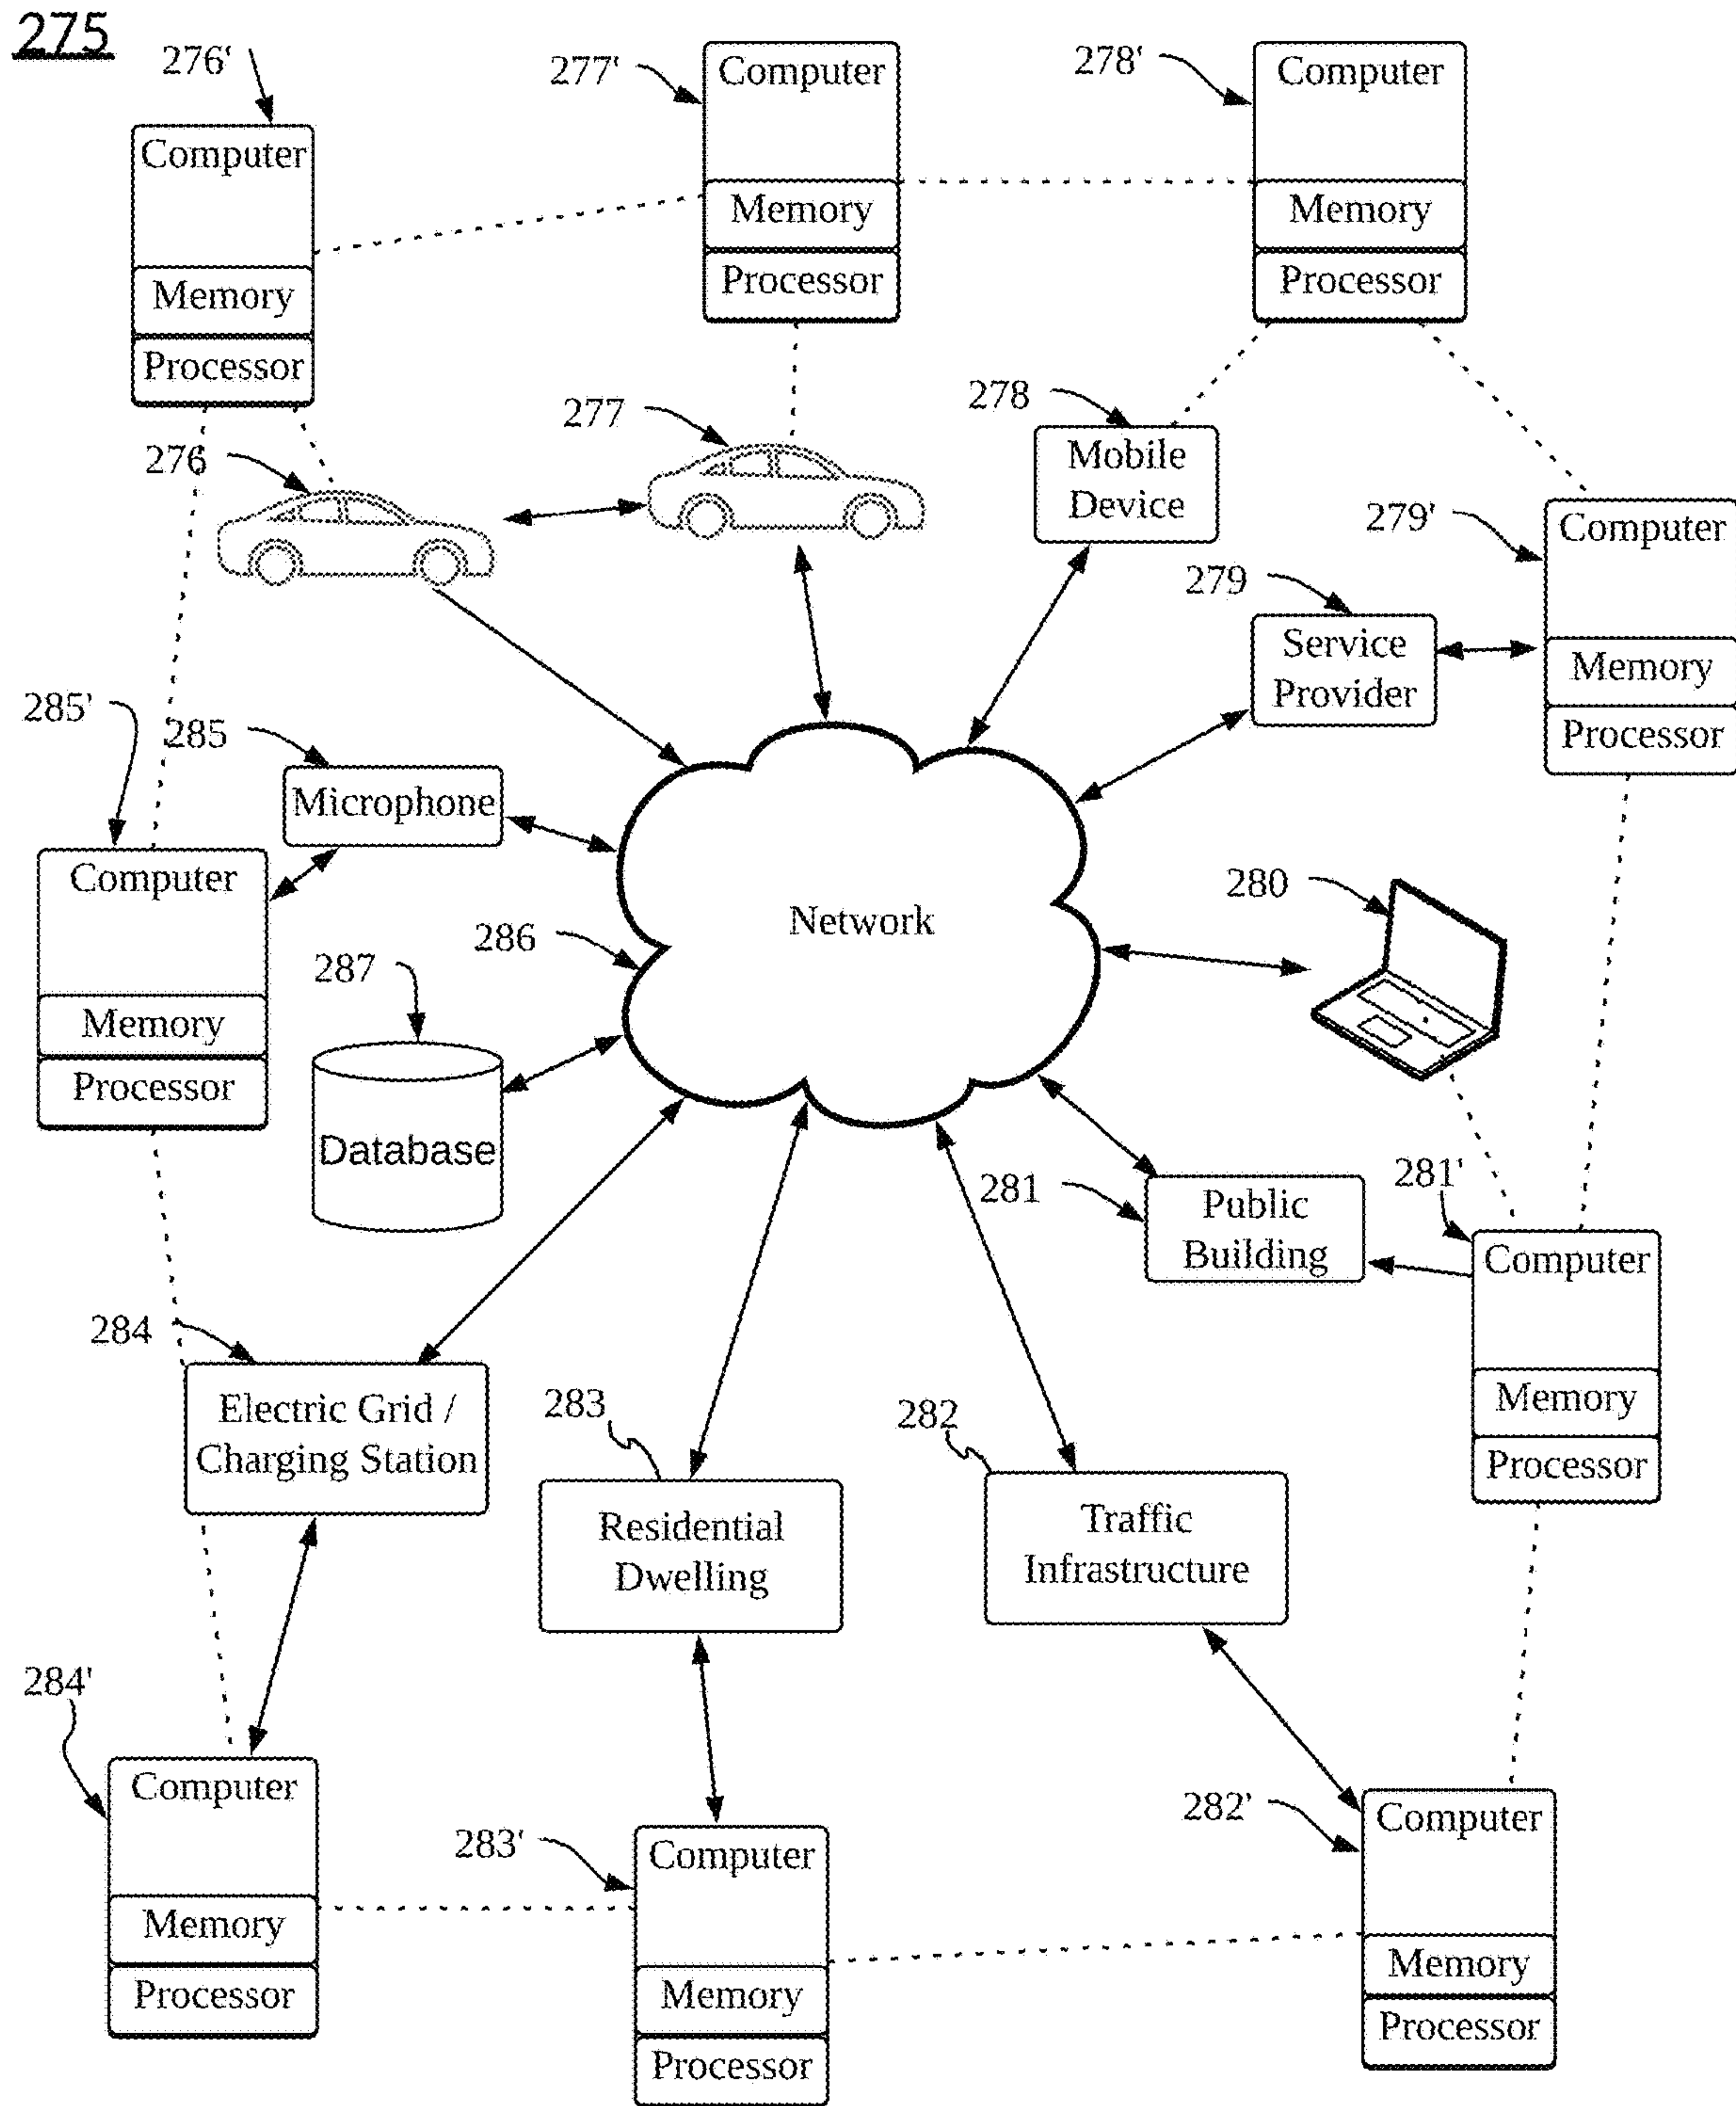 275
276'
277'
278'
Computer
Memory
Processor
Computer
Memory
Processor
Computer
Memory
Processor
276
277
278
Mobile
Device
279'
279
Service
Provider
Computer
Memory
Processor
285'
285
Microphone
Computer
Memory
Processor
286
Network
280
287
Database
281
Public
Building
281'
Computer
Memory
Processor
284
Electric Grid /
Charging Station
283
Residential
Dwelling
282
Traffic
Infrastructure
284'
Computer
Memory
Processor
283'
Computer
Memory
Processor
282'
Computer
Memory
Processor